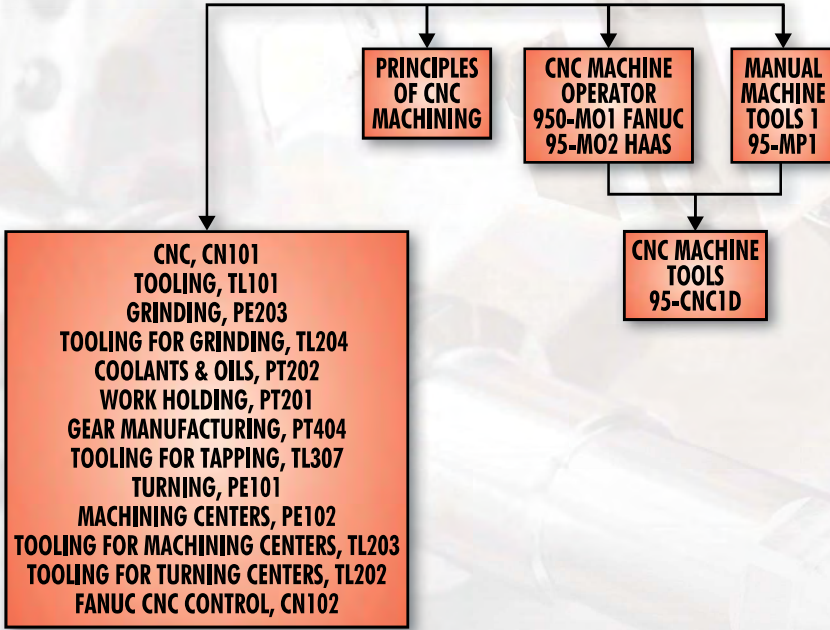 PRINCIPLES
OF CNC
MACHINING
CNC MACHINE
OPERATOR
950-MO1 FANUC
95-MO2 HAAS
MANUAL
MACHINE
TOOLS 1
95-MP1
CNC MACHINE
TOOLS
95-CNC1D
CNC, CN101
TOOLING, TL101
GRINDING, PE203
TOOLING FOR GRINDING, TL204
COOLANTS & OILS, PT202
WORK HOLDING, PT201
GEAR MANUFACTURING, PT404
TOOLING FOR TAPPING, TL307
TURNING, PE101
MACHINING CENTERS, PE102
TOOLING FOR MACHINING CENTERS, TL203
TOOLING FOR TURNING CENTERS, TL202
FANUC CNC CONTROL, CN102